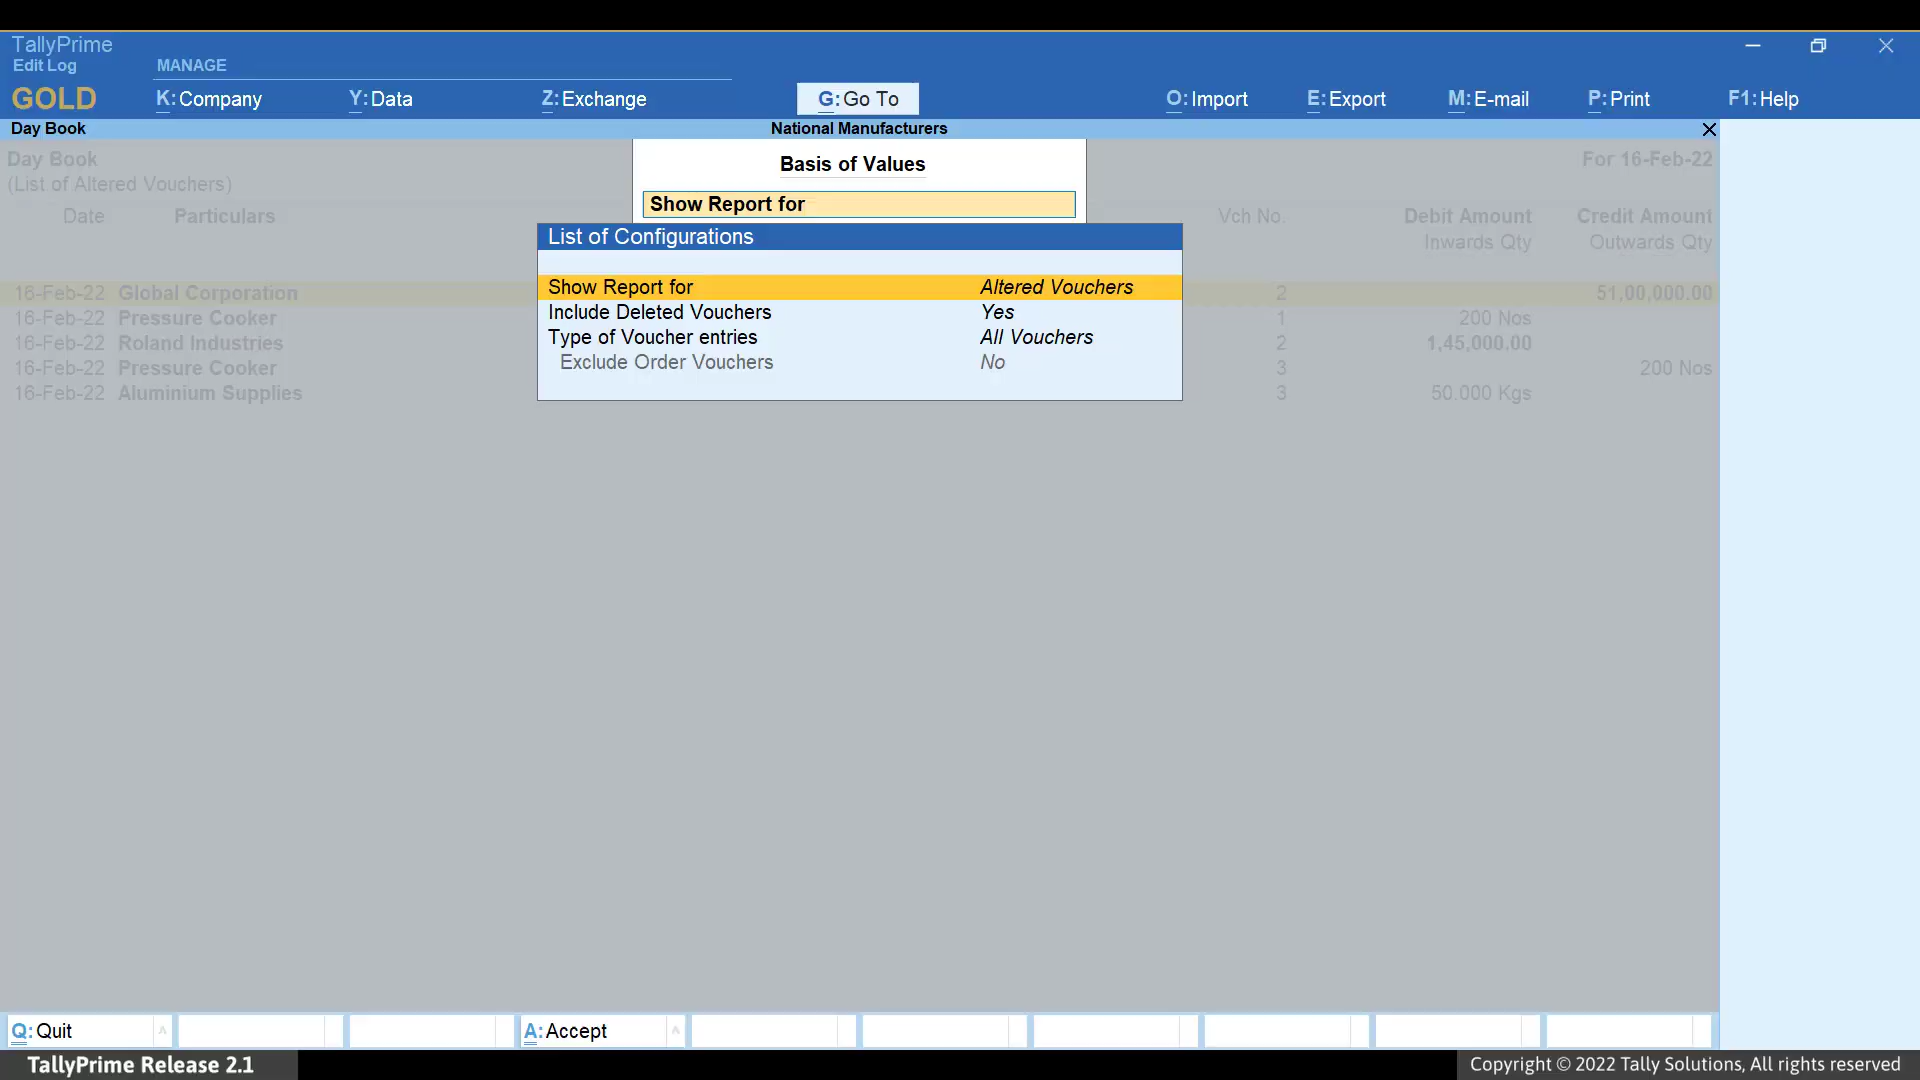 TallyPrime
Edit Log
MANAGE
GOLD
K:Company
Y:Data
Z:Exchange
G:Go To
O:Import
E:Export
M:E-mail
P:Print
F1:Help
Day Book
National Manufacturers
Day Book
For 16-Feb-22
(List of Altered Vouchers)
Basis of Values
Show Report for
Date Particulars Vch No. Debit Amount Credit Amount
Inwards Qty Outwards Qty
List of Configurations
Show Report for Altered Vouchers
Include Deleted Vouchers Yes
Type of Voucher entries All Vouchers
Exclude Order Vouchers No
16-Feb-22 Global Corporation 2 51,00,000.00
16-Feb-22 Pressure Cooker 1 200 Nos
16-Feb-22 Roland Industries 2 1,45,000.00
16-Feb-22 Pressure Cooker 3 200 Nos
16-Feb-22 Aluminium Supplies 3 50.000 Kgs
Q:Quit
A:Accept
TallyPrime Release 2.1
Copyright © 2022 Tally Solutions, All rights reserved